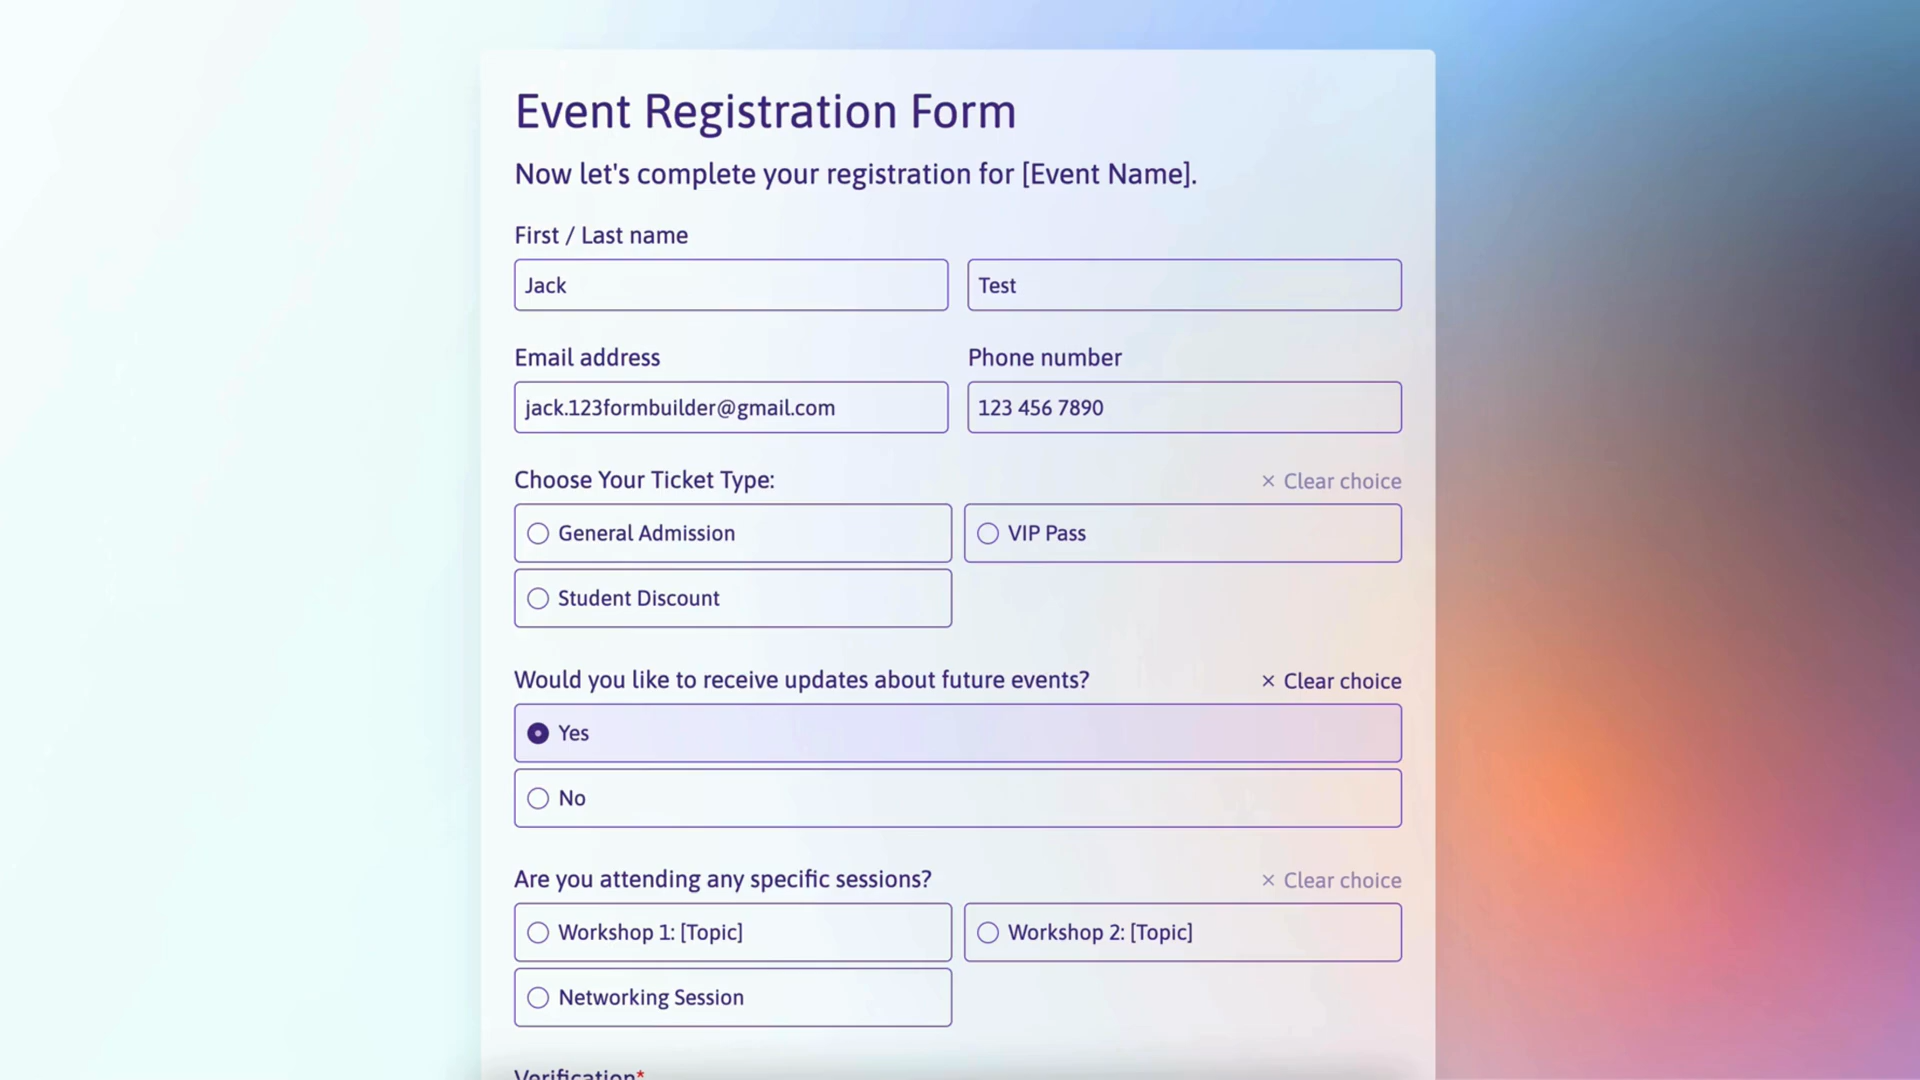 Event Registration Form
Now let's complete your registration for [Event Name].
First / Last name
Jack
Test
Email address
Phone number
jack.123formbuilder@gmail.com
123 456 7890
Choose Your Ticket Type:
× Clear choice
General Admission
VIP Pass
Student Discount
Would you like to receive updates about future events?
× Clear choice
Yes
No
Are you attending any specific sessions?
× Clear choice
Workshop 1: [Topic]
Workshop 2: [Topic]
Networking Session
Verification*